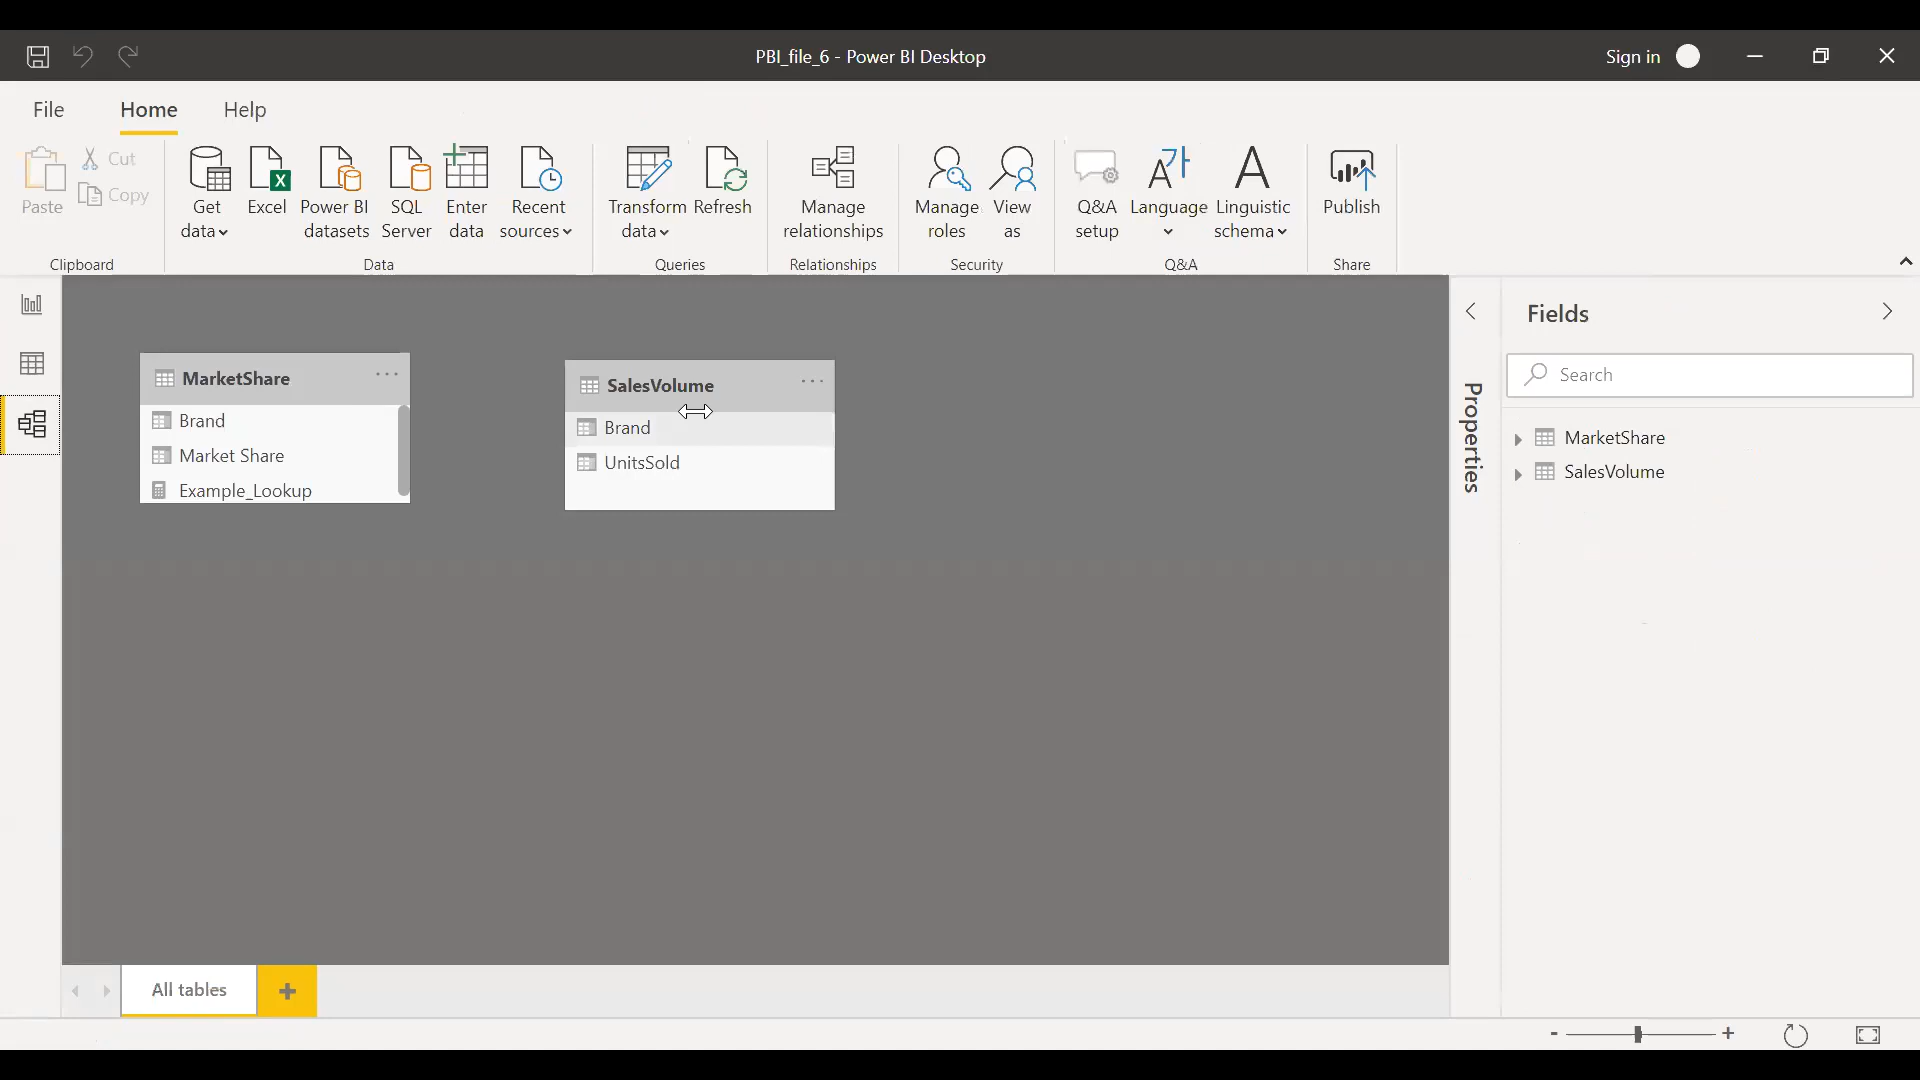 PBI_file_6 - Power BI Desktop
Sign in
File Home Help
Paste
Cut
Copy
Get data
Excel
Power BI datasets
SQL Server
Enter data
Recent sources
Transform data
Refresh
Manage relationships
Manage roles
View as
Q&A setup
Language
Linguistic schema
Publish
Clipboard Data Queries Relationships Security Q&A Share
MarketShare
Brand
Market Share
Example_Lookup
SalesVolume
Brand
UnitsSold
Properties
Fields
Search
MarketShare
SalesVolume
All tables